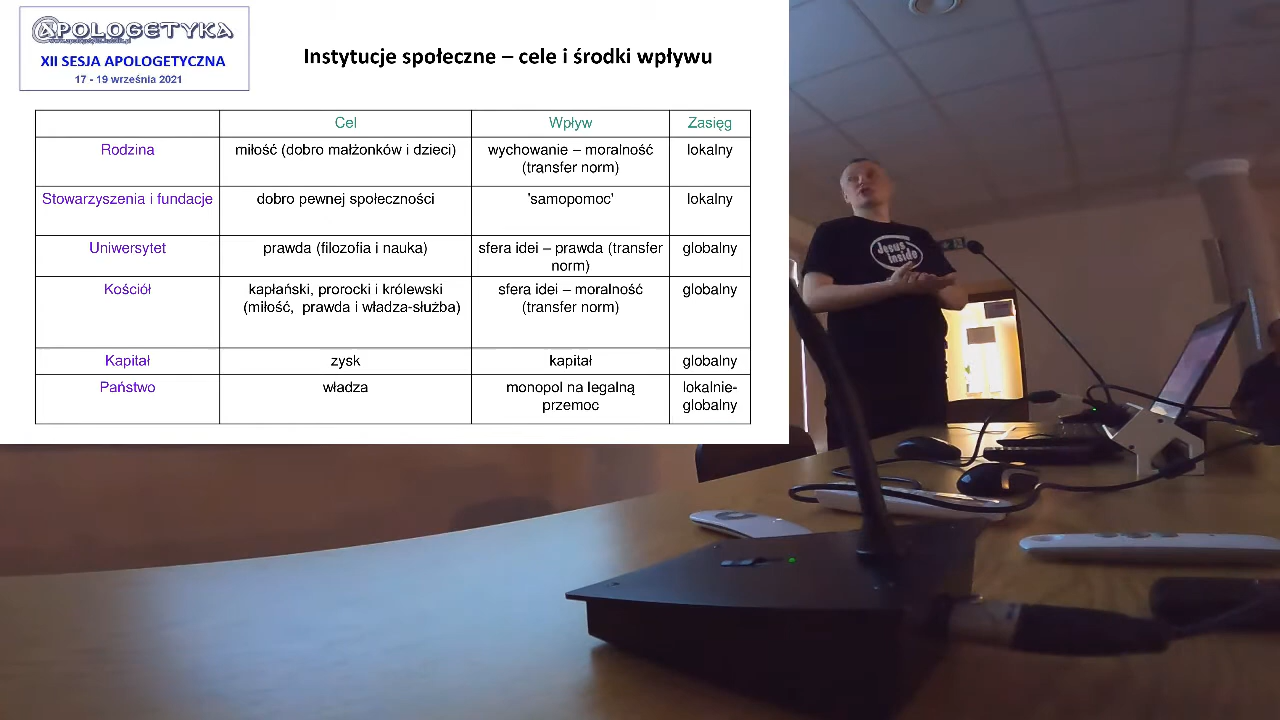 APOLOGETYKA
XII SESJA APOLOGETYCZNA
17 - 19 września 2021
Instytucje społeczne – cele i środki wpływu
Cel Wpływ Zasięg
Rodzina miłość (dobro małżonków i dzieci) wychowanie – moralność lokalny
(transfer norm)
Stowarzyszenia i fundacje dobro pewnej społeczności 'samopomoc' lokalny
Uniwersytet prawda (filozofia i nauka) sfera idei – prawda (transfer globalny
norm)
Kościół kapłański, prorocki i królewski sfera idei – moralność globalny
(miłość, prawda i władza-służba) (transfer norm)
Kapitał zysk kapitał globalny
Państwo władza monopol na legalną lokalnie-
przemoc globalny
Jesus
inside